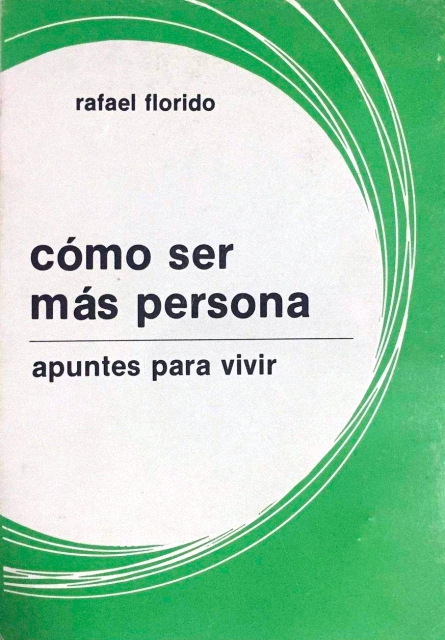 rafael florido
cómo ser
más persona
apuntes para vivir